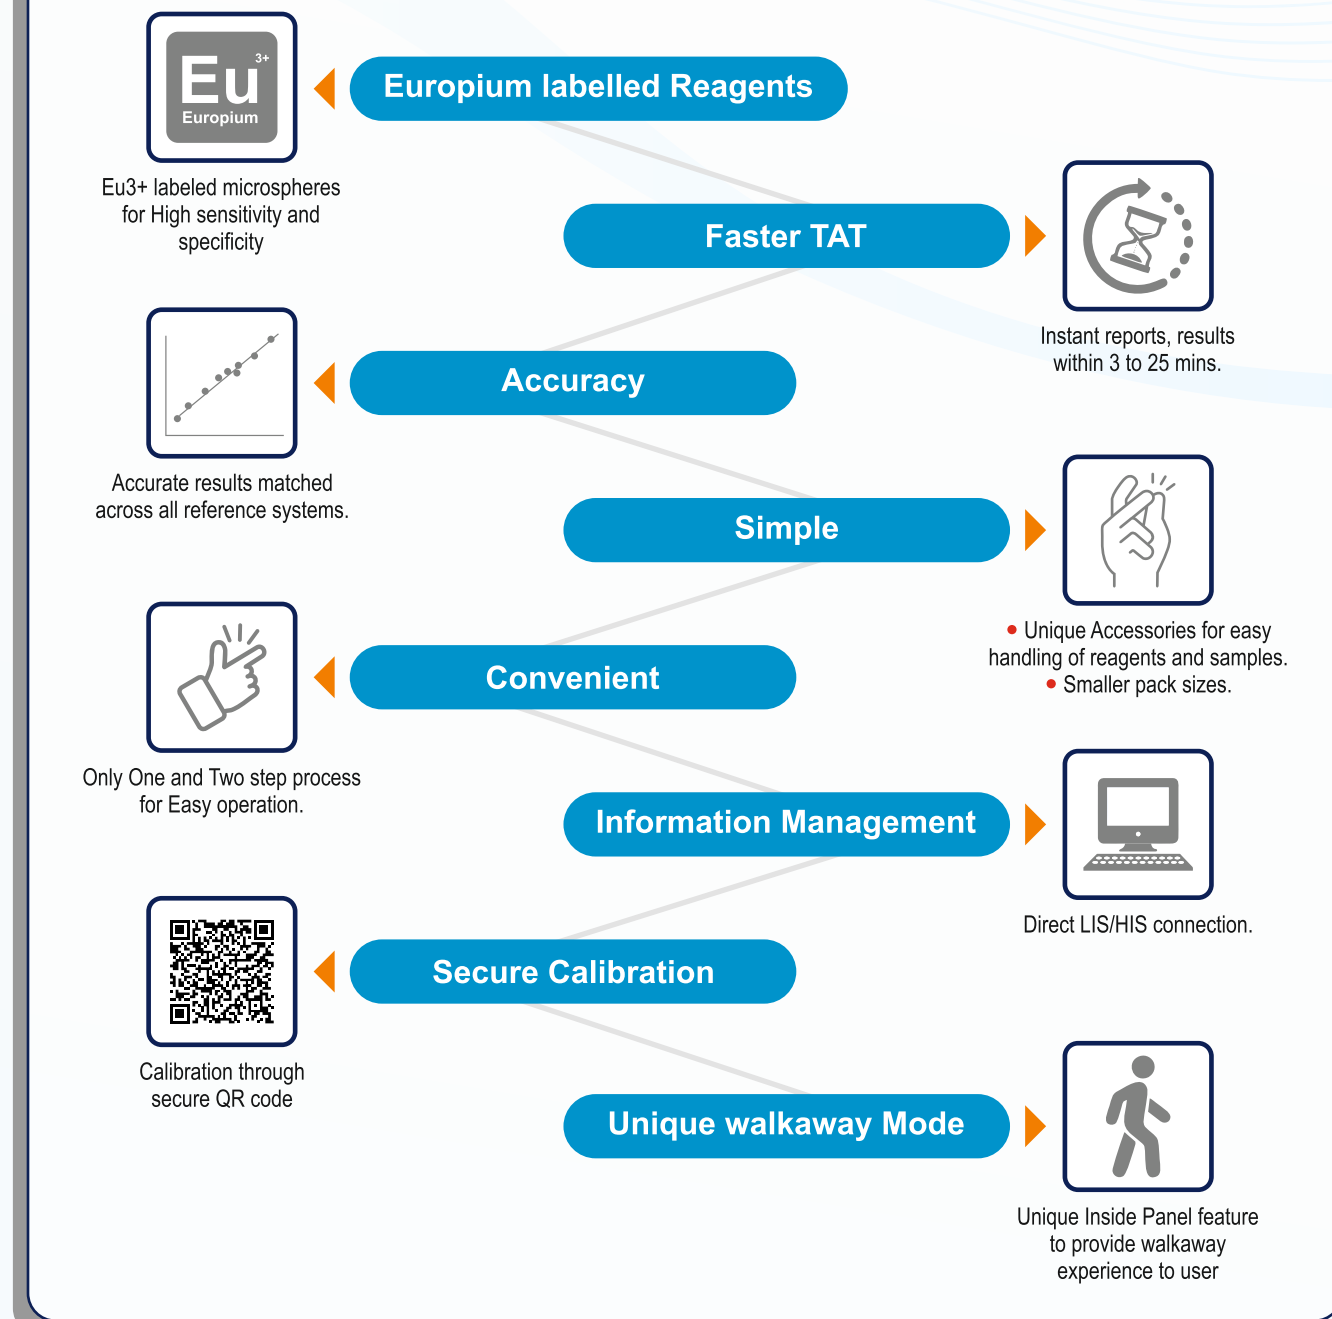 Eu 3+
Europium
Europium labelled Reagents
Eu3+ labeled microspheres
for High sensitivity and
specificity
Faster TAT
Instant reports, results
within 3 to 25 mins.
Accuracy
Accurate results matched
across all reference systems.
Simple
• Unique Accessories for easy
handling of reagents and samples.
• Smaller pack sizes.
Convenient
Only One and Two step process
for Easy operation.
Information Management
Direct LIS/HIS connection.
Secure Calibration
Calibration through
secure QR code
Unique walkaway Mode
Unique Inside Panel feature
to provide walkaway
experience to user